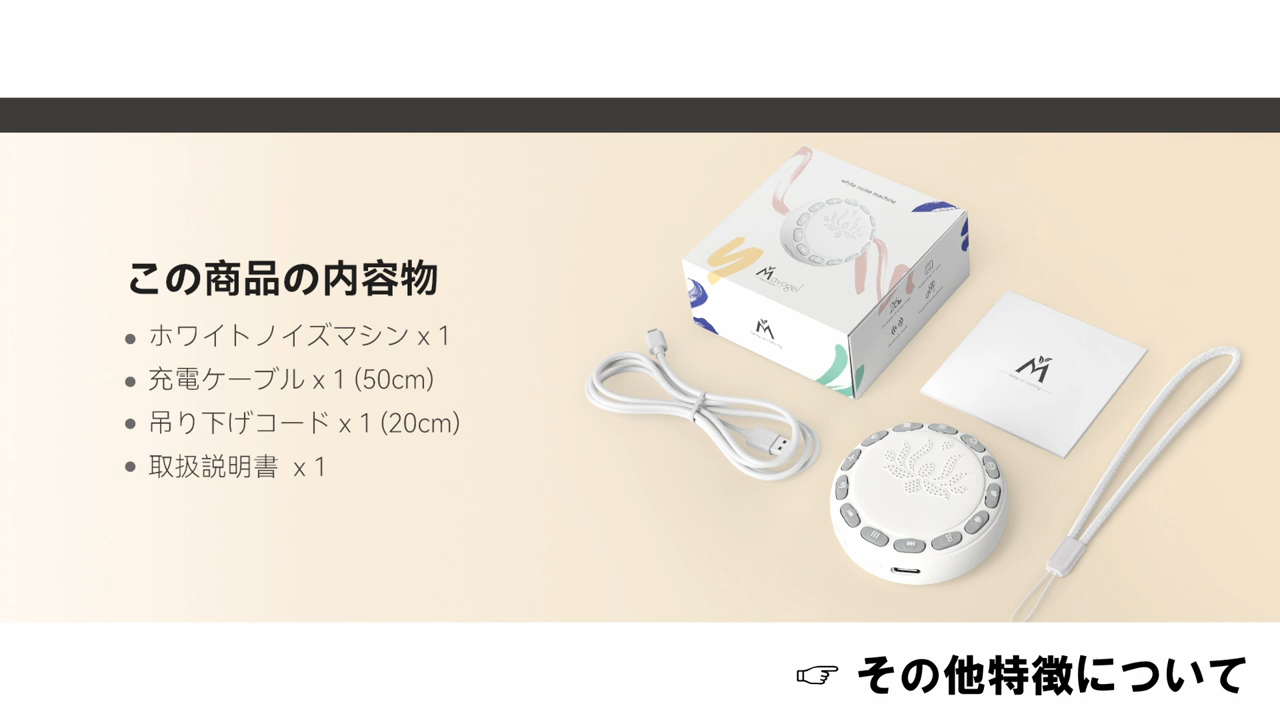 white noise machine
Mavogel
この商品の内容物
● ホワイトノイズマシン x 1
● 充電ケーブル x 1 (50cm)
● 吊り下げコード x 1 (20cm)
● 取扱説明書 x 1
☞ その他特徴について